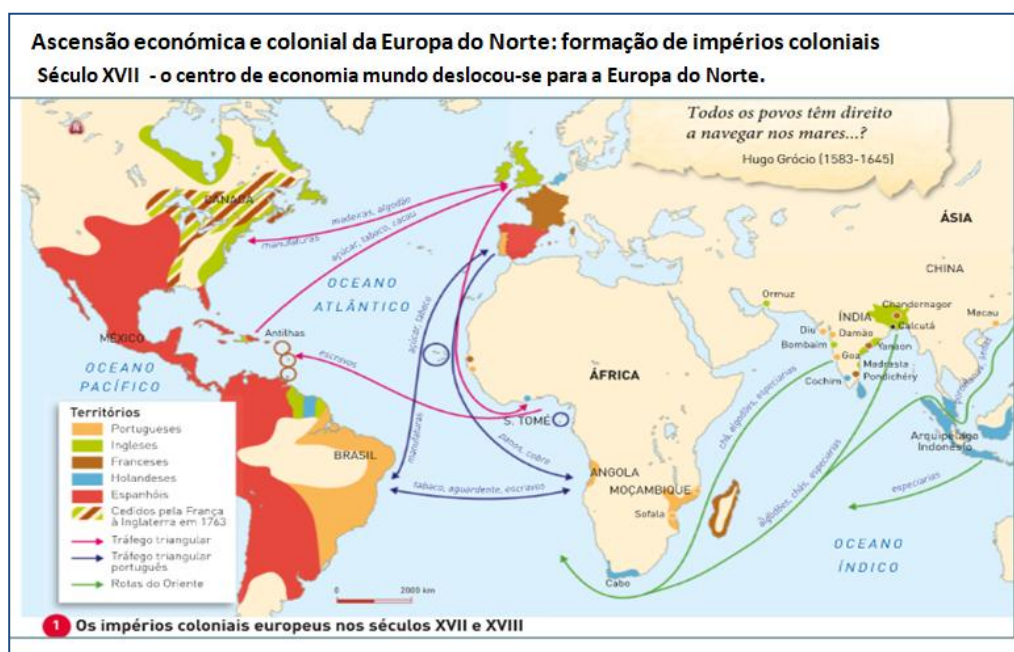 Ascensão económica e colonial da Europa do Norte: formação de impérios coloniais
Século XVII - o centro de economia mundo deslocou-se para a Europa do Norte.
Todos os povos têm direito
a navegar nos mares...?
Hugo Grócio (1583-1645)
CANADÁ
madeiras, algodão
manufaturas
açúcar, tabaco, cacau
ÁSIA
CHINA
OCEANO
ATLÂNTICO
MÉXICO
Antilhas
açúcar, tabaco
escravos
Ormuz
ÍNDIA
Chandernagor
Calcutá
Macau
Diu
Damão
Bombaim
Yanaon
Goa
Madrasta
Pondichéry
Cochim
OCEANO
PACÍFICO
ÁFRICA
S. TOMÉ
chá, algodões, especiarias
sedas
Arquipélago
Indonésio
Territórios
Portugueses
Ingleses
Franceses
Holandeses
Espanhóis
Cedidos pela França
à Inglaterra em 1763
Tráfego triangular
Tráfego triangular
português
Rotas do Oriente
BRASIL
manufaturas
panos, cobre
tabaco, aguardente, escravos
ANGOLA
MOÇAMBIQUE
Sofala
algodões, chás, especiarias
especiarias
OCEANO
ÍNDICO
Cabo
0 2000 km
1 Os impérios coloniais europeus nos séculos XVII e XVIII